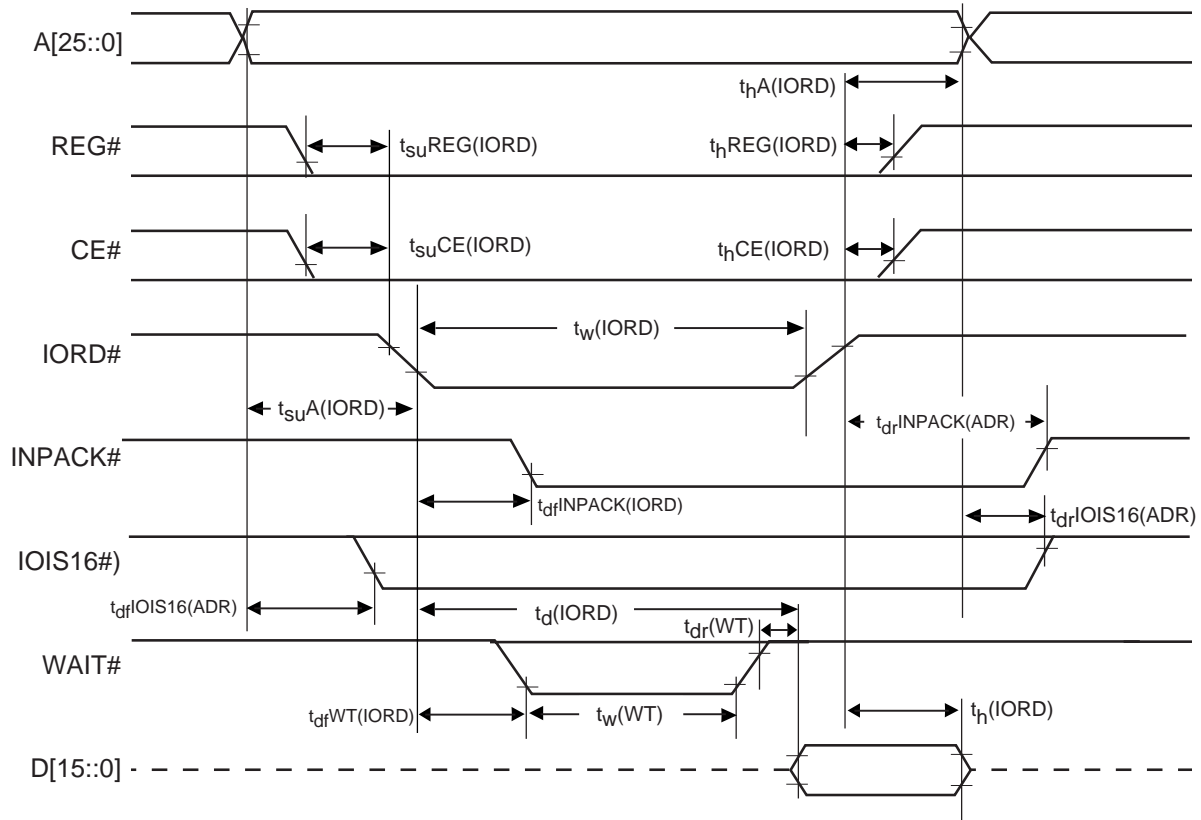 A[25::0]
thA(IORD)
REG#
tsuREG(IORD)
thREG(IORD)
CE#
tsuCE(IORD)
thCE(IORD)
IORD#
tw(IORD)
tsuA(IORD)
tdrINPACK(ADR)
INPACK#
tdfINPACK(IORD)
tdrIOIS16(ADR)
IOIS16#)
tdfIOIS16(ADR)
td(IORD)
tdr(WT)
WAIT#
tdfWT(IORD)
tw(WT)
th(IORD)
D[15::0]